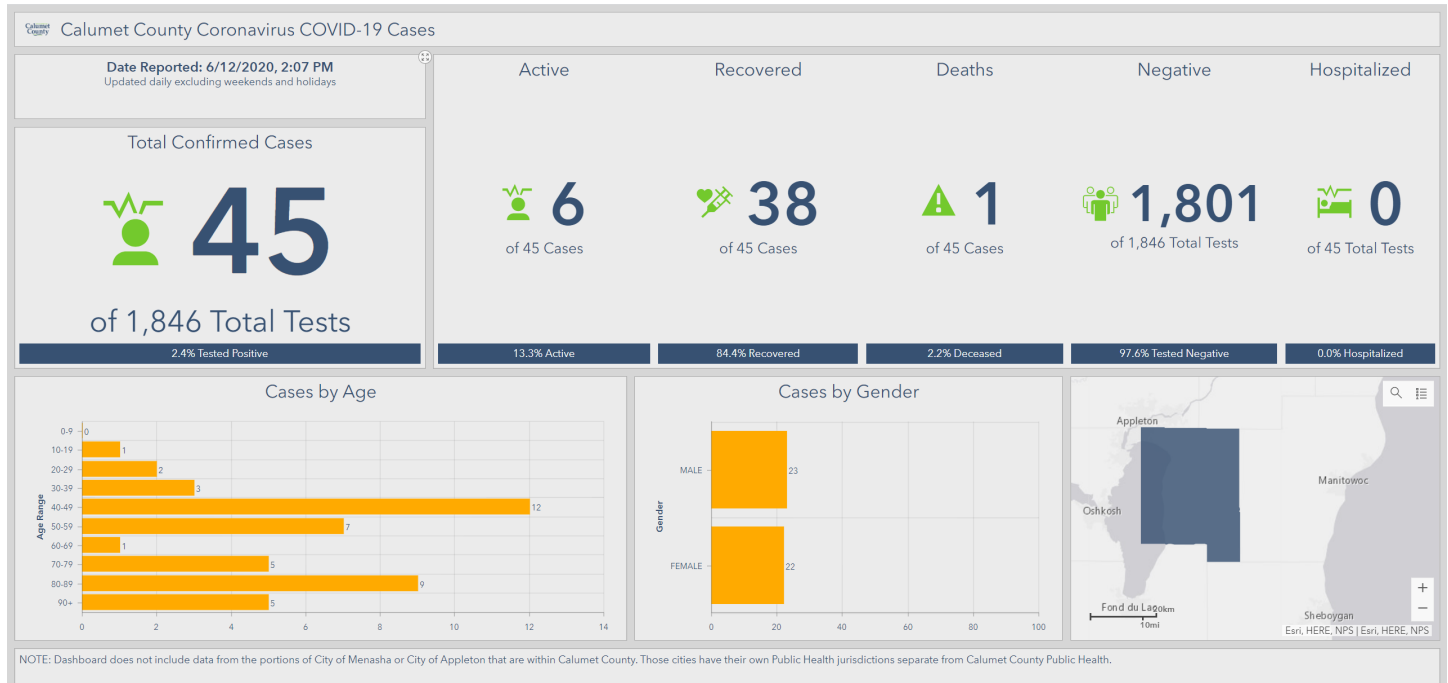 Calumet
County
Calumet County Coronavirus COVID-19 Cases
Date Reported: 6/12/2020, 2:07 PM
Updated daily excluding weekends and holidays
Total Confirmed Cases
45
of 1,846 Total Tests
2.4% Tested Positive
Active
6
of 45 Cases
13.3% Active
Recovered
38
of 45 Cases
84.4% Recovered
Deaths
1
of 45 Cases
2.2% Deceased
Negative
1,801
of 1,846 Total Tests
97.6% Tested Negative
Hospitalized
0
of 45 Total Tests
0.0% Hospitalized
Cases by Age
Age Range
0-9 0
10-19 1
20-29 2
30-39 3
40-49 12
50-59 7
60-69 1
70-79 5
80-89 9
90+ 5
0 2 4 6 8 10 12 14
Cases by Gender
Gender
MALE 23
FEMALE 22
0 20 40 60 80 100
Appleton
Manitowoc
Oshkosh
Fond du Lac
20km
10mi
Sheboygan
+
−
Esri, HERE, NPS | Esri, HERE, NPS
NOTE: Dashboard does not include data from the portions of City of Menasha or City of Appleton that are within Calumet County. Those cities have their own Public Health jurisdictions separate from Calumet County Public Health.